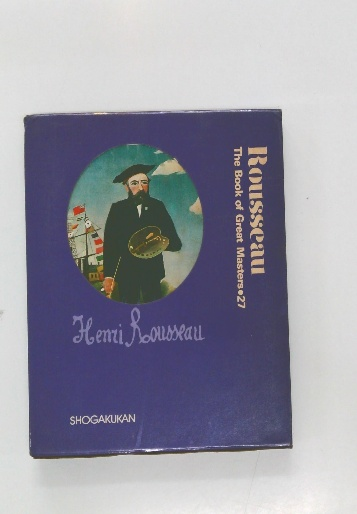 Rousseau
The Book of Great Masters•27
Henri Rousseau
SHOGAKUKAN